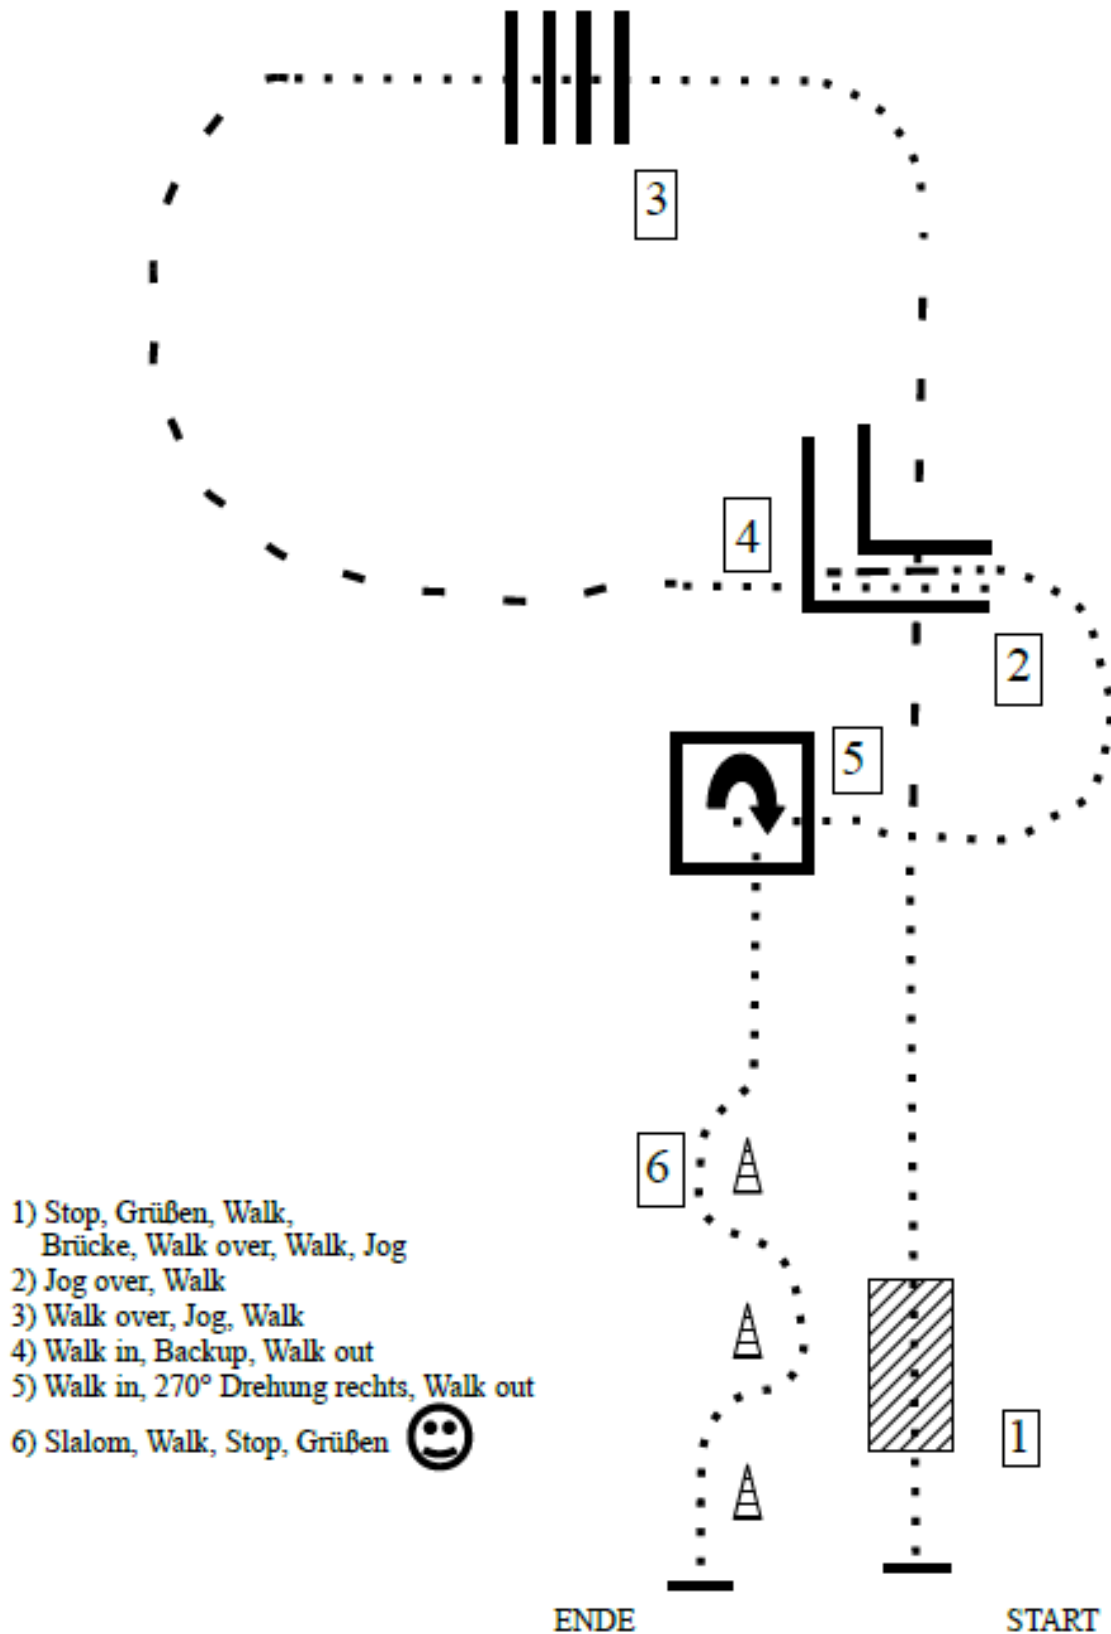 3
4
2
5
6
1) Stop, Grüßen, Walk,
Brücke, Walk over, Walk, Jog
2) Jog over, Walk
3) Walk over, Jog, Walk
4) Walk in, Backup, Walk out
5) Walk in, 270° Drehung rechts, Walk out
6) Slalom, Walk, Stop, Grüßen
1
ENDE START